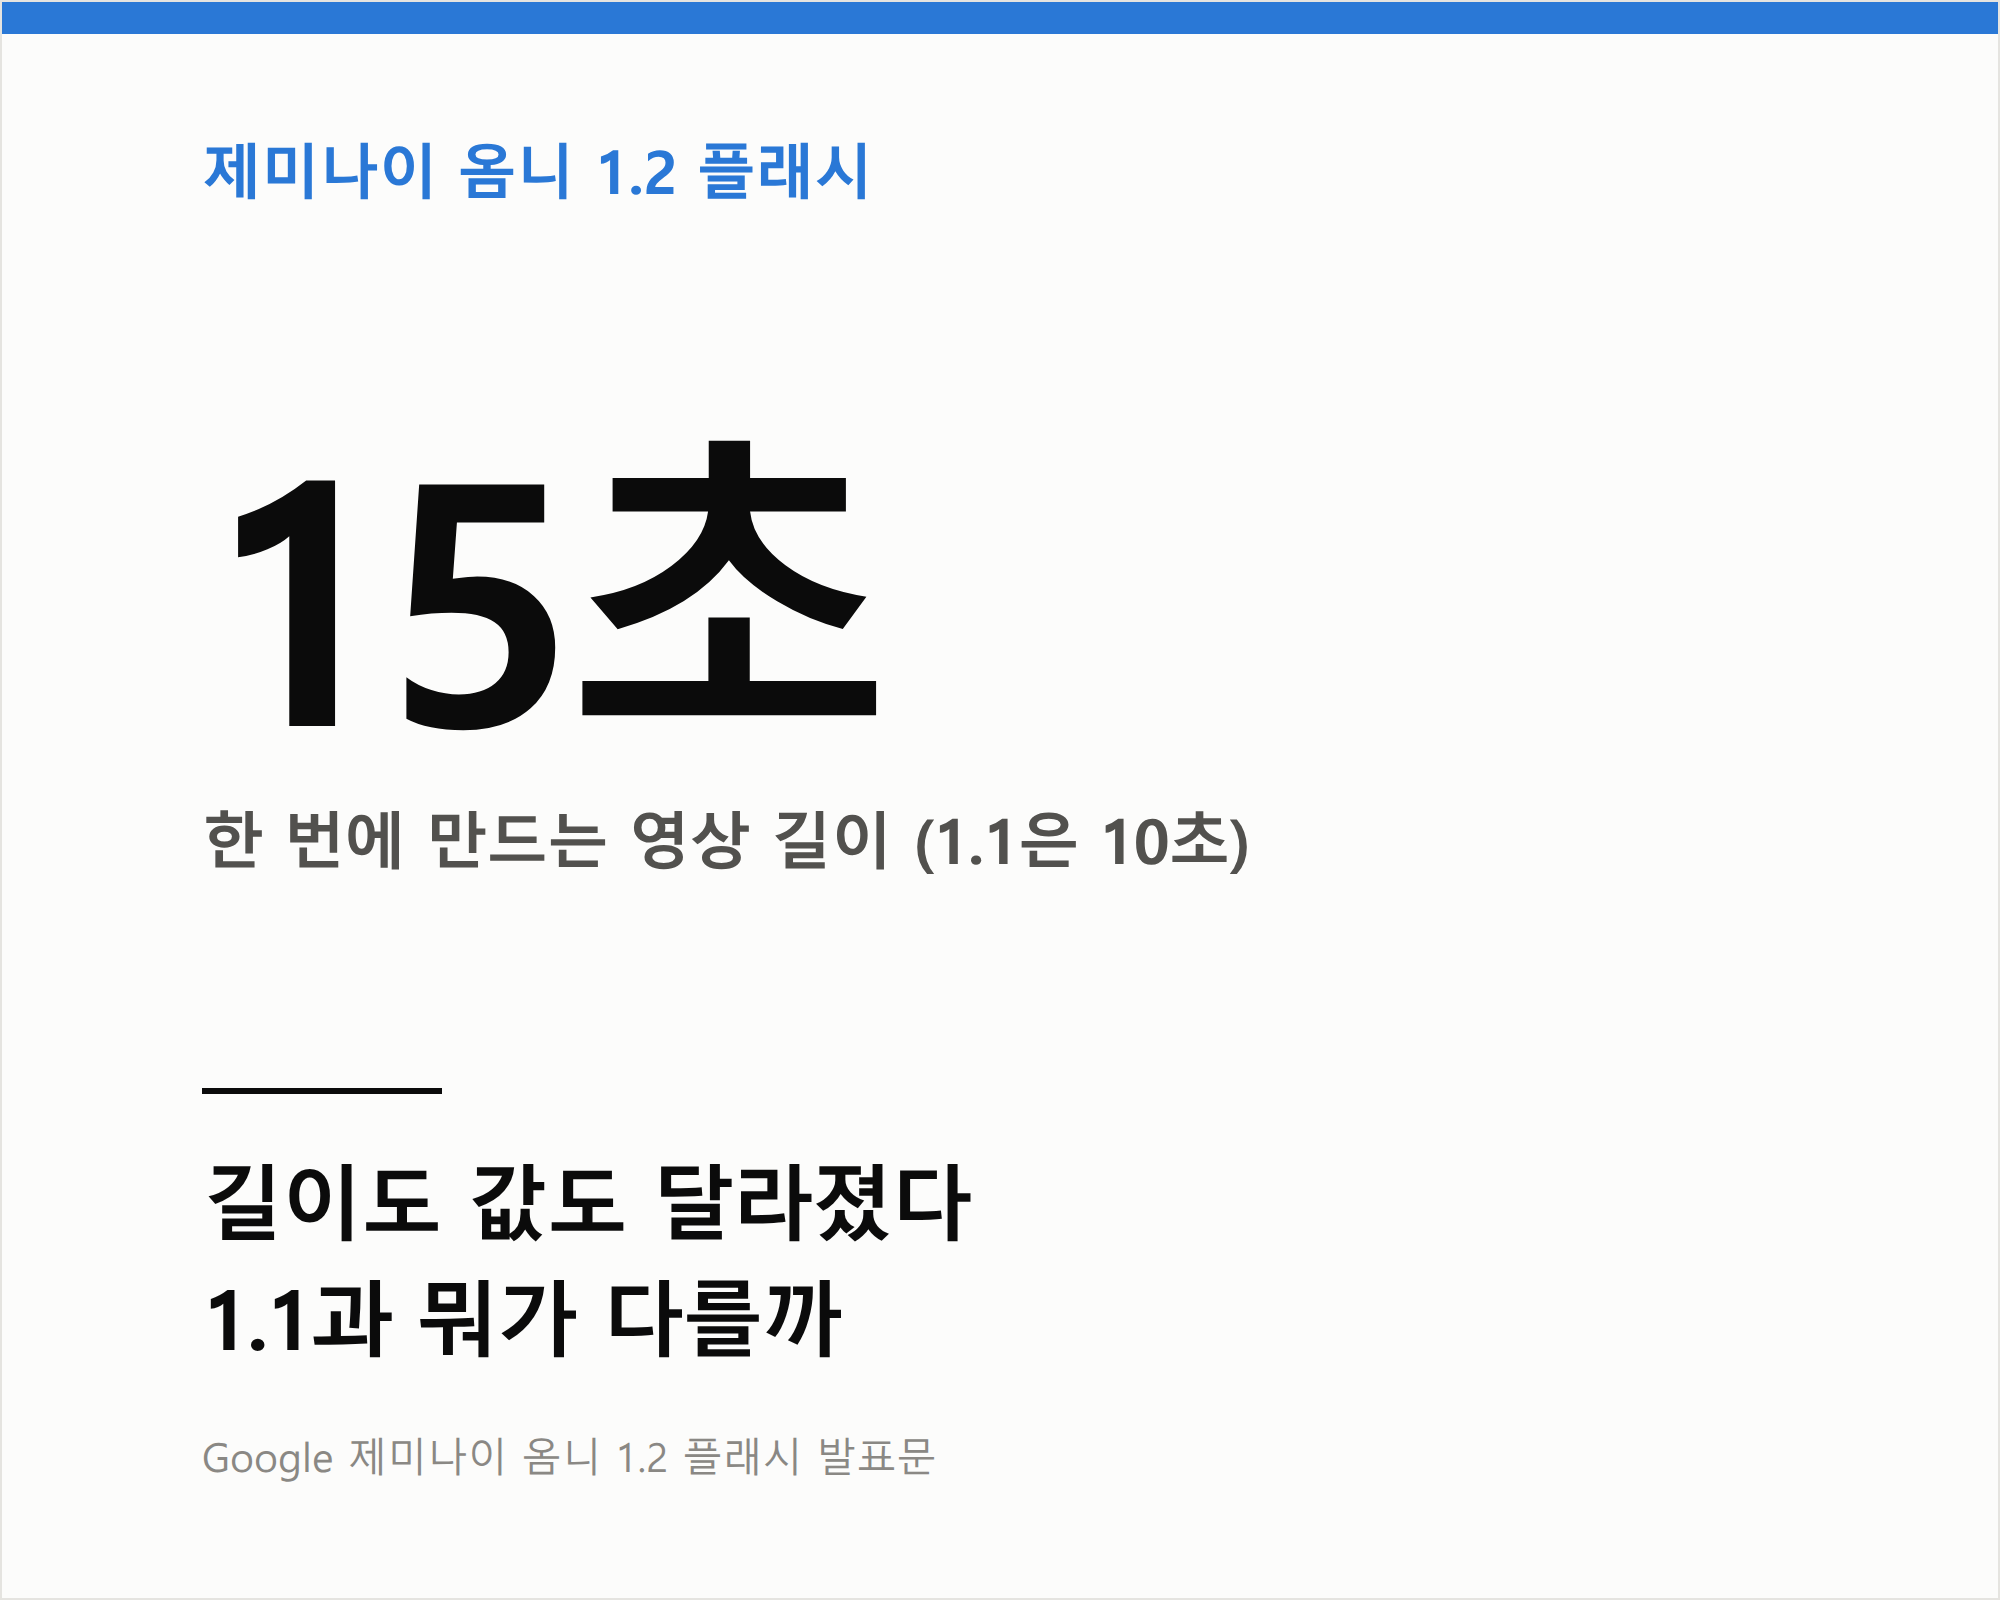 제미나이 옴니 1.2 플래시
15초
한 번에 만드는 영상 길이 (1.1은 10초)
길이도 값도 달라졌다
1.1과 뭐가 다를까
Google 제미나이 옴니 1.2 플래시 발표문